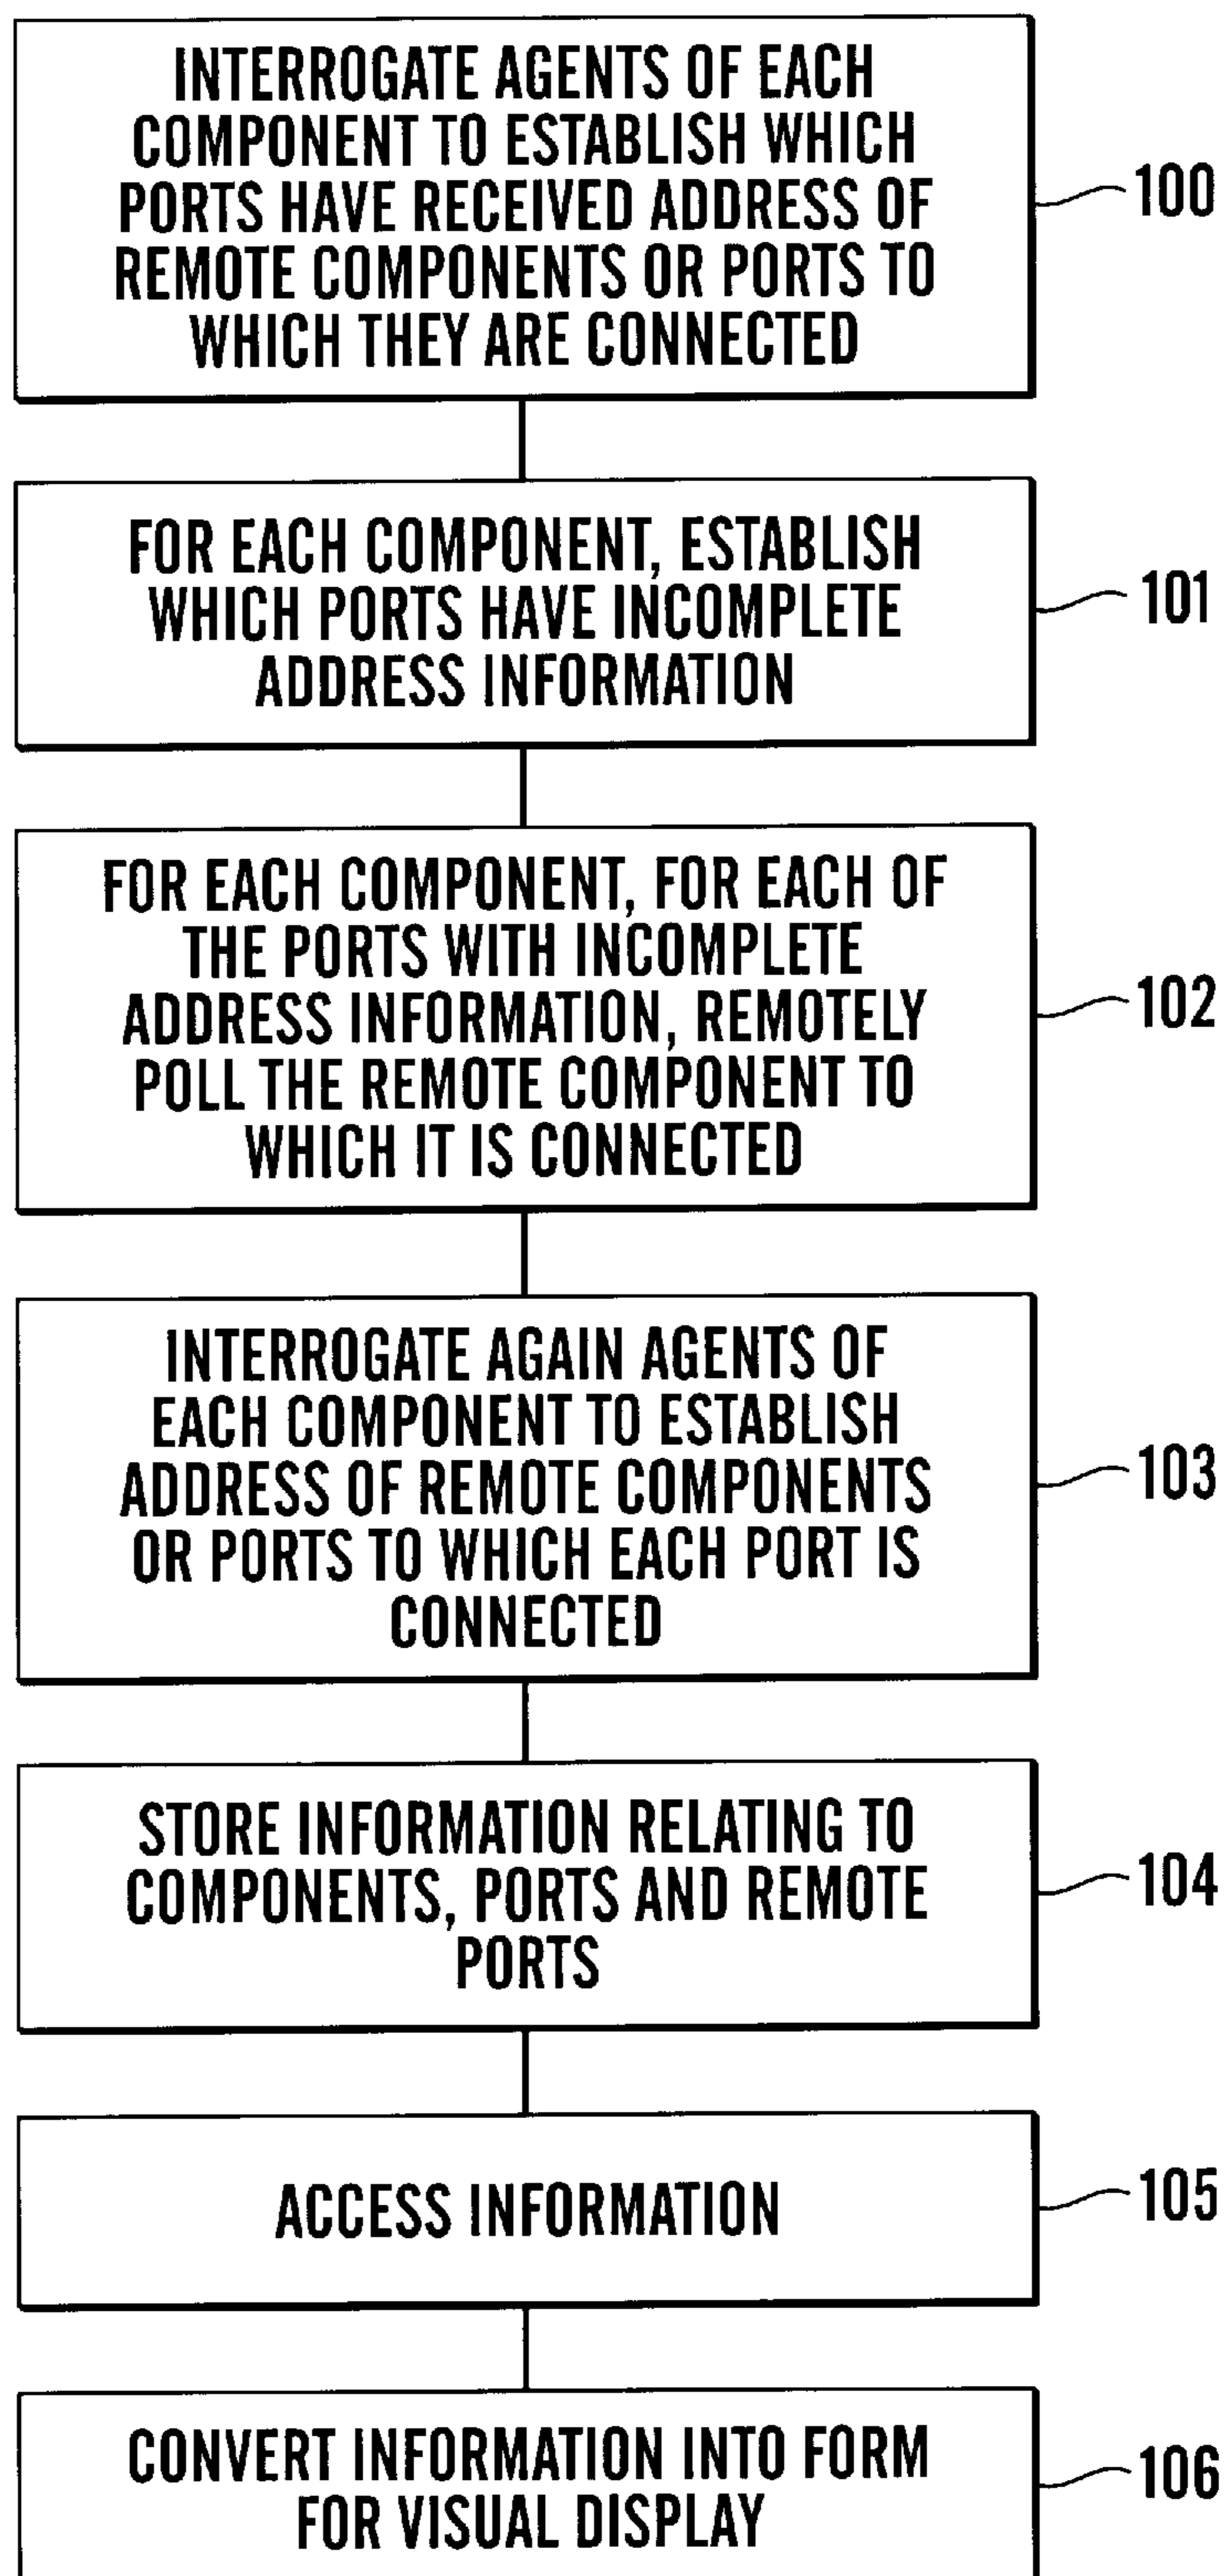 INTERROGATE AGENTS OF EACH
COMPONENT TO ESTABLISH WHICH
PORTS HAVE RECEIVED ADDRESS OF
REMOTE COMPONENTS OR PORTS TO
WHICH THEY ARE CONNECTED
100
FOR EACH COMPONENT, ESTABLISH
WHICH PORTS HAVE INCOMPLETE
ADDRESS INFORMATION
101
FOR EACH COMPONENT, FOR EACH OF
THE PORTS WITH INCOMPLETE
ADDRESS INFORMATION, REMOTELY
POLL THE REMOTE COMPONENT TO
WHICH IT IS CONNECTED
102
INTERROGATE AGAIN AGENTS OF
EACH COMPONENT TO ESTABLISH
ADDRESS OF REMOTE COMPONENTS
OR PORTS TO WHICH EACH PORT IS
CONNECTED
103
STORE INFORMATION RELATING TO
COMPONENTS, PORTS AND REMOTE
PORTS
104
ACCESS INFORMATION
105
CONVERT INFORMATION INTO FORM
FOR VISUAL DISPLAY
106